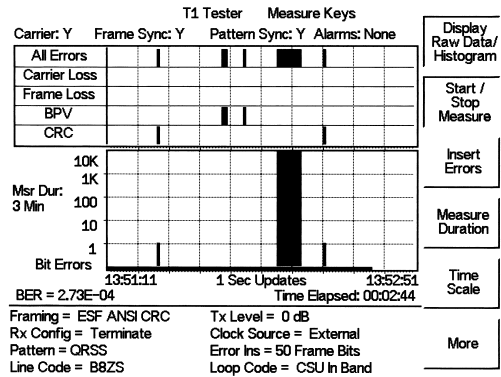 T1 Tester Measure Keys
Carrier: Y Frame Sync: Y Pattern Sync: Y Alarms: None
All Errors
Carrier Loss
Frame Loss
BPV
CRC
10K
1K
100
10
1
Msr Dur:
3 Min
Bit Errors
13:51:11 1 Sec Updates 13:52:51
BER = 2.73E-04 Time Elapsed: 00:02:44
Framing = ESF ANSI CRC Tx Level = 0 dB
Rx Config = Terminate Clock Source = External
Pattern = QRSS Error Ins = 50 Frame Bits
Line Code = B8ZS Loop Code = CSU In Band
Display
Raw Data/
Histogram
Start /
Stop
Measure
Insert
Errors
Measure
Duration
Time
Scale
More